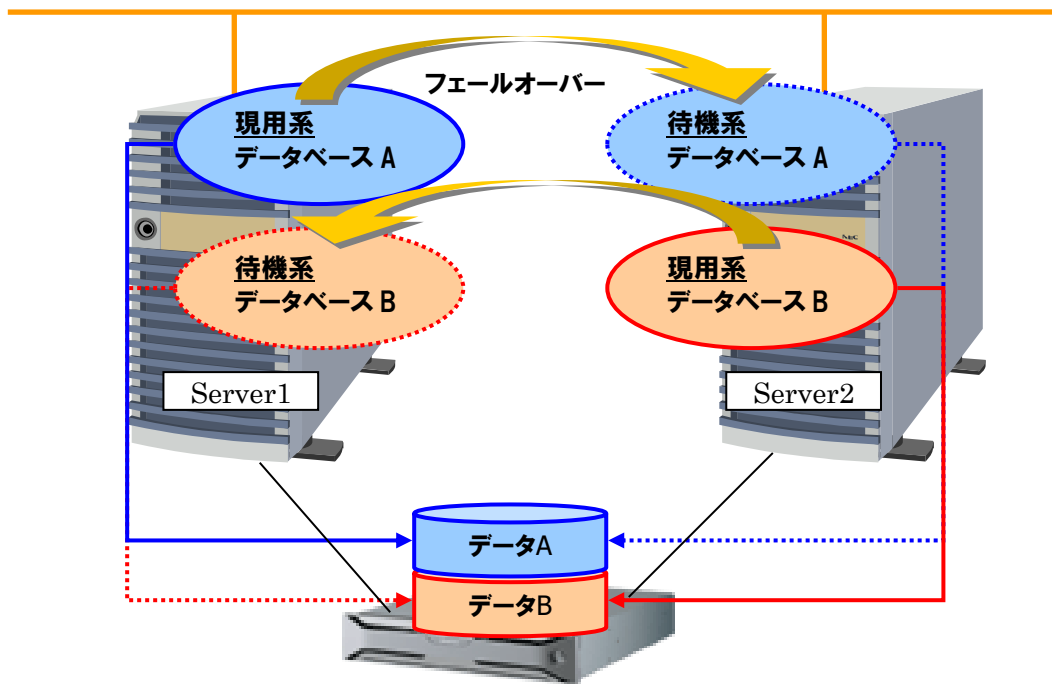 フェールオーバー
現用系
データベース A
待機系
データベース A
待機系
データベース B
現用系
データベース B
NEC
Server1
Server2
データA
データB